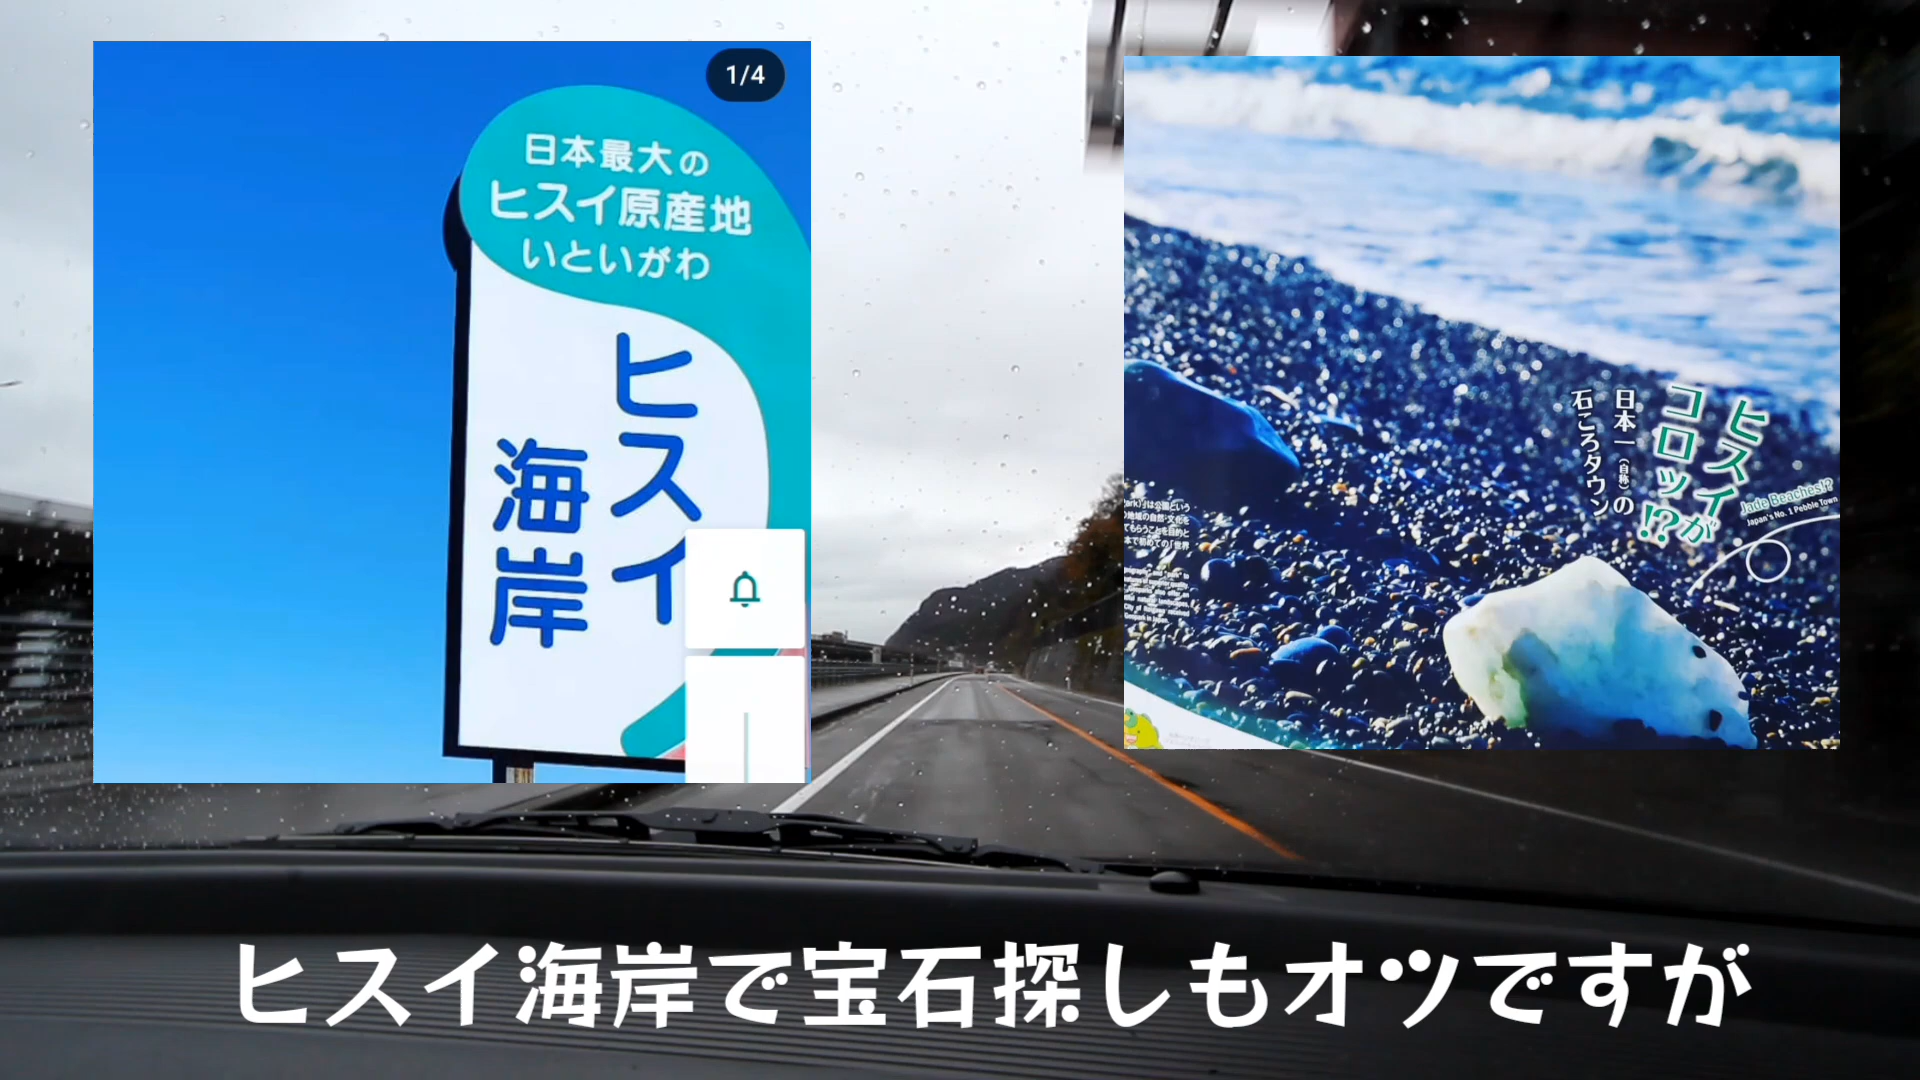 1/4
日本最大の
ヒスイ原産地
いといがわ
ヒスイ
海岸
ヒスイが
コロッ!?
日本一(自称)の
石ころタウン
Jade Beaches!?
Japan's No. 1 Pebble Town
ヒスイ海岸で宝石探しもオツですが